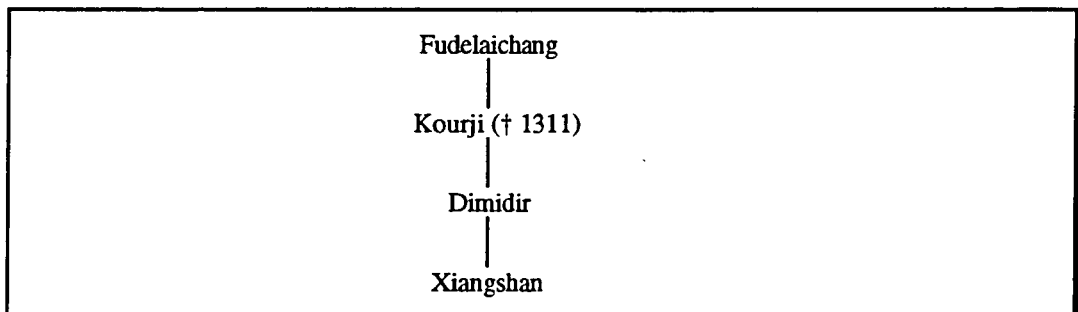 Fudelaichang
Kourji († 1311)
Dimidir
Xiangshan